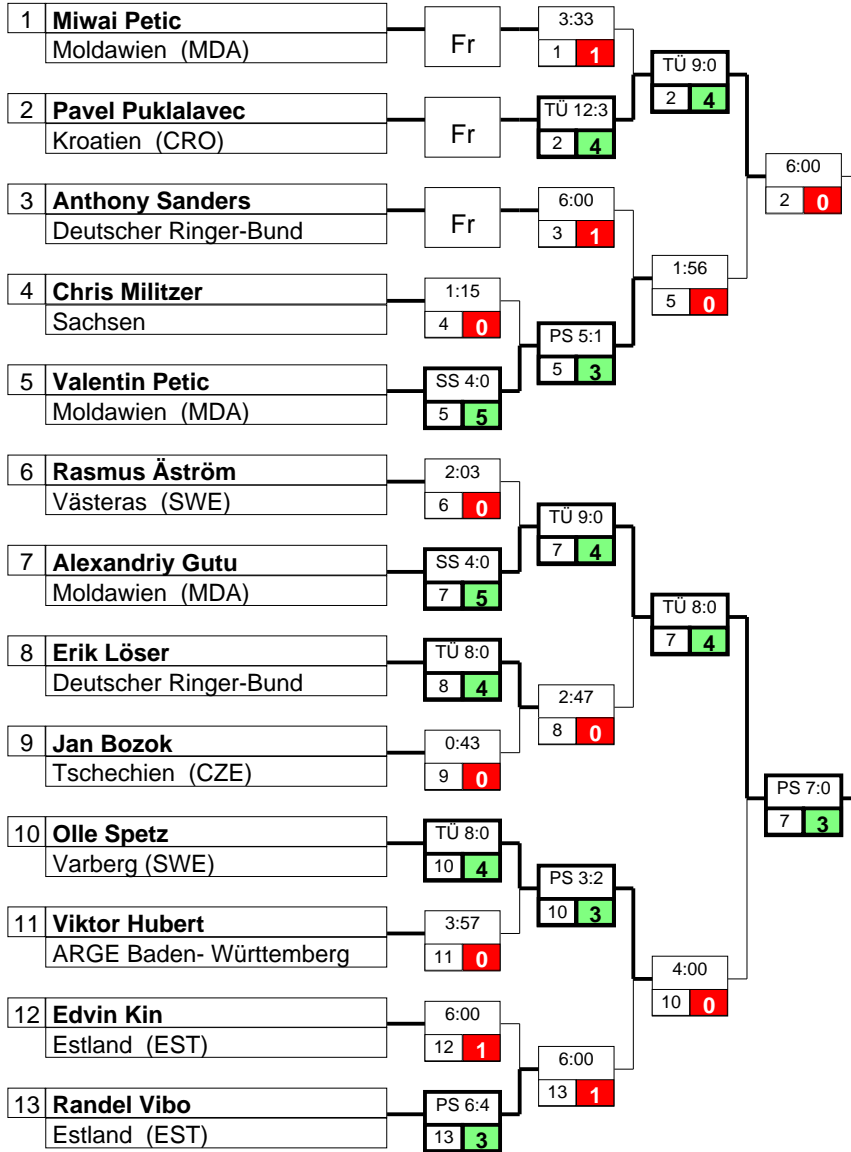 1 Miwai Petic
Moldawien (MDA)
Fr
3:33
1 1
TÜ 9:0
2 4
2 Pavel Puklalavec
Kroatien (CRO)
Fr
TÜ 12:3
2 4
6:00
2 0
3 Anthony Sanders
Deutscher Ringer-Bund
Fr
6:00
3 1
1:56
5 0
4 Chris Militzer
Sachsen
1:15
4 0
PS 5:1
5 3
5 Valentin Petic
Moldawien (MDA)
SS 4:0
5 5
6 Rasmus Äström
Västeras (SWE)
2:03
6 0
TÜ 9:0
7 4
7 Alexandriy Gutu
Moldawien (MDA)
SS 4:0
7 5
TÜ 8:0
7 4
8 Erik Löser
Deutscher Ringer-Bund
TÜ 8:0
8 4
2:47
8 0
9 Jan Bozok
Tschechien (CZE)
0:43
9 0
PS 7:0
7 3
10 Olle Spetz
Varberg (SWE)
TÜ 8:0
10 4
PS 3:2
10 3
11 Viktor Hubert
ARGE Baden- Württemberg
3:57
11 0
4:00
10 0
12 Edvin Kin
Estland (EST)
6:00
12 1
6:00
13 1
13 Randel Vibo
Estland (EST)
PS 6:4
13 3